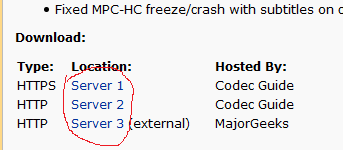 • Fixed MPC-HC freeze/crash with subtitles on
Download:
Type: Location: Hosted By:
HTTPS Server 1 Codec Guide
HTTP Server 2 Codec Guide
HTTP Server 3 (external) MajorGeeks